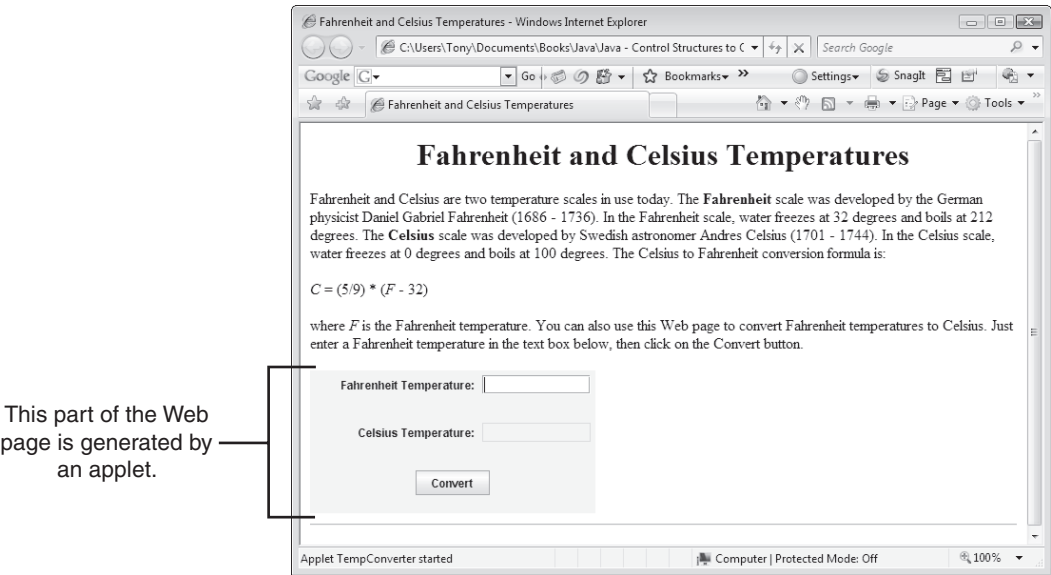 Fahrenheit and Celsius Temperatures - Windows Internet Explorer
C:\Users\Tony\Documents\Books\Java\Java - Control Structures to C
Search Google
Google
G
Go
Bookmarks
Settings
SnagIt
Fahrenheit and Celsius Temperatures
Page
Tools
Fahrenheit and Celsius Temperatures
Fahrenheit and Celsius are two temperature scales in use today. The Fahrenheit scale was developed by the German
physicist Daniel Gabriel Fahrenheit (1686 - 1736). In the Fahrenheit scale, water freezes at 32 degrees and boils at 212
degrees. The Celsius scale was developed by Swedish astronomer Andres Celsius (1701 - 1744). In the Celsius scale,
water freezes at 0 degrees and boils at 100 degrees. The Celsius to Fahrenheit conversion formula is:
C = (5/9) * (F - 32)
where F is the Fahrenheit temperature. You can also use this Web page to convert Fahrenheit temperatures to Celsius. Just
enter a Fahrenheit temperature in the text box below, then click on the Convert button.
Fahrenheit Temperature:
Celsius Temperature:
Convert
This part of the Web
page is generated by
an applet.
Applet TempConverter started
Computer | Protected Mode: Off
100%